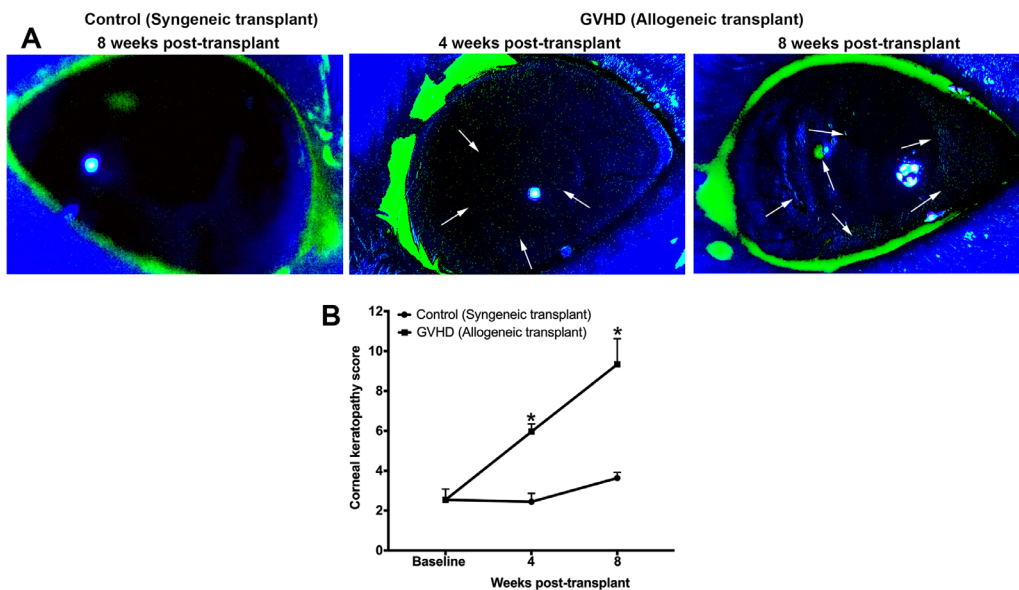 Control (Syngeneic transplant)
8 weeks post-transplant
GVHD (Allogeneic transplant)
4 weeks post-transplant
8 weeks post-transplant
A
B
Control (Syngeneic transplant)
GVHD (Allogeneic transplant)
Corneal keratopathy score
12
10
8
6
4
2
0
*
*
Baseline
4
8
Weeks post-transplant